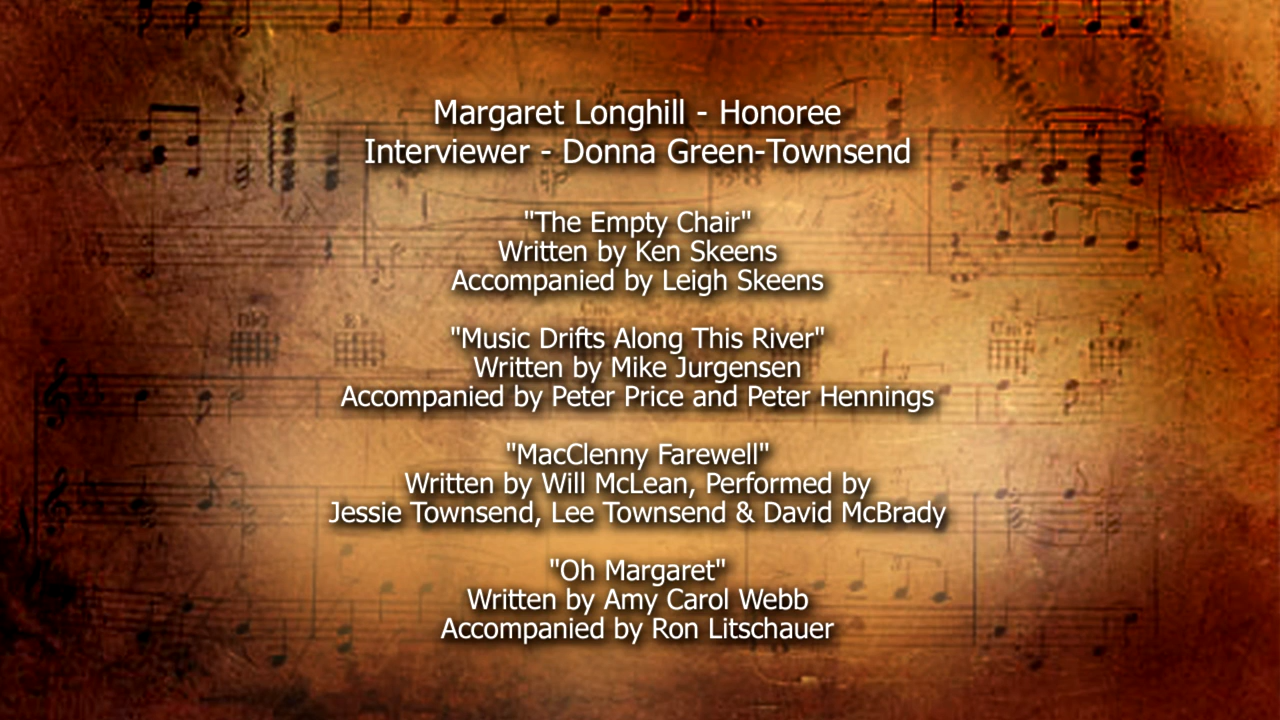 Margaret Longhill - Honoree
Interviewer - Donna Green-Townsend
"The Empty Chair"
Written by Ken Skeens
Accompanied by Leigh Skeens
"Music Drifts Along This River"
Written by Mike Jurgensen
Accompanied by Peter Price and Peter Hennings
"MacClenny Farewell"
Written by Will McLean, Performed by
Jessie Townsend, Lee Townsend & David McBrady
"Oh Margaret"
Written by Amy Carol Webb
Accompanied by Ron Litschauer